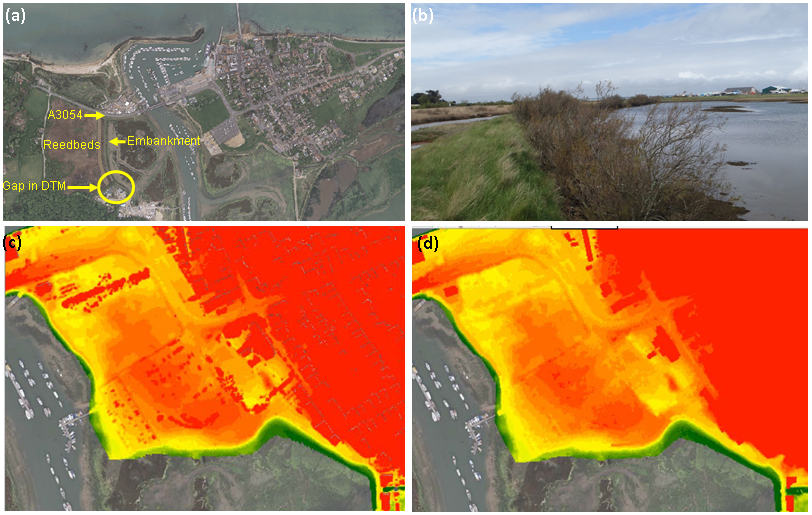 (a)
A3054
Reedbeds
Embankment
Gap in DTM
(b)
(c)
(d)